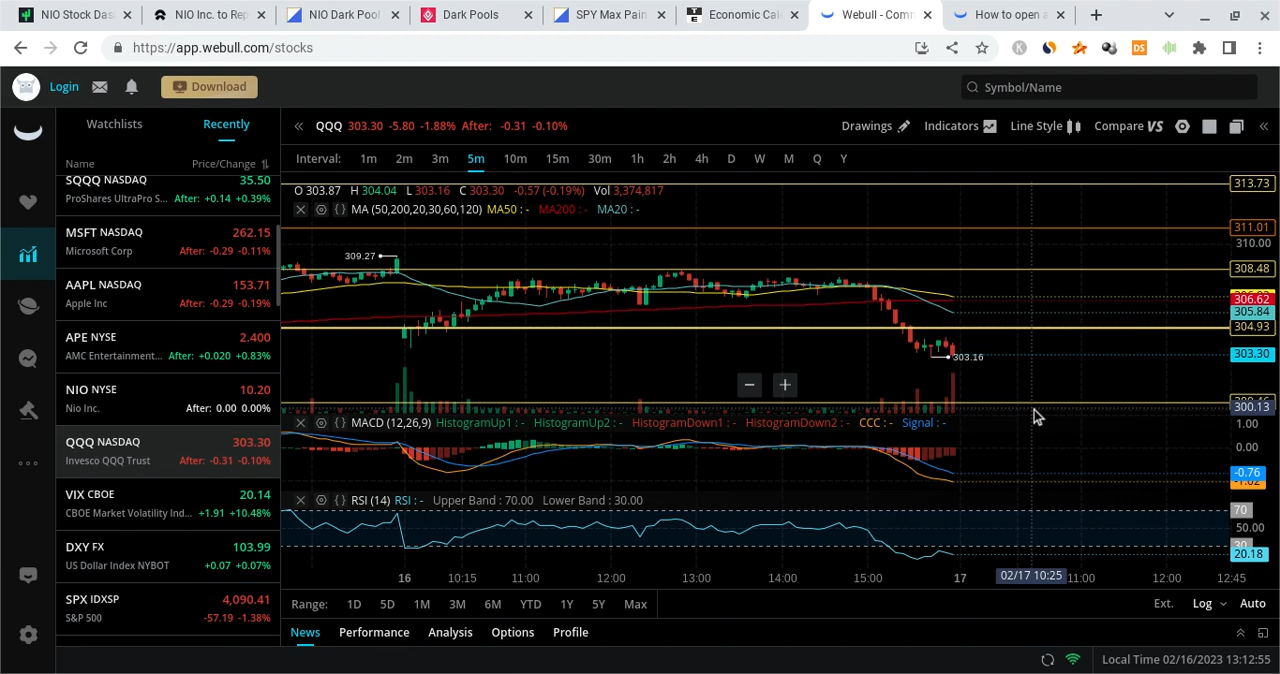 NIO Stock Das
NIO Inc. to Rep
NIO Dark Pool
Dark Pools
SPY Max Pain
Economic Cale
Webull - Comm
How to open a
https://app.webull.com/stocks
Login
Download
Symbol/Name
Watchlists
Recently
Name
Price/Change
SQQQ NASDAQ
35.50
ProShares UltraPro S...
After: +0.14 +0.39%
MSFT NASDAQ
262.15
Microsoft Corp
After: -0.29 -0.11%
AAPL NASDAQ
153.71
Apple Inc
After: -0.29 -0.19%
APE NYSE
2.400
AMC Entertainment...
After: +0.020 +0.83%
NIO NYSE
10.20
Nio Inc.
After: 0.00 0.00%
QQQ NASDAQ
303.30
Invesco QQQ Trust
After: -0.31 -0.10%
VIX CBOE
20.14
CBOE Market Volatility Ind...
+1.91 +10.48%
DXY FX
103.99
US Dollar Index NYBOT
+0.07 +0.07%
SPX IDXSP
4,090.41
S&P 500
-57.19 -1.38%
QQQ 303.30 -5.80 -1.88% After: -0.31 -0.10%
Drawings
Indicators
Line Style
Compare VS
Interval: 1m 2m 3m 5m 10m 15m 30m 1h 2h 4h D W M Q Y
O 303.87 H 304.04 L 303.16 C 303.30 -0.57 (-0.19%) Vol 3,374,817
MA (50,200,20,30,60,120) MA50 : - MA200 : - MA20 : -
309.27
303.16
313.73
311.01
310.00
308.48
306.62
305.84
304.93
303.30
300.13
MACD (12,26,9) HistogramUp1 : - HistogramUp2 : - HistogramDown1 : - HistogramDown2 : - CCC : - Signal : -
1.00
0.00
-0.76
RSI (14) RSI : - Upper Band : 70.00 Lower Band : 30.00
70
50.00
30
20.18
16 10:15 11:00 12:00 13:00 14:00 15:00 17 02/17 10:25 11:00 12:00 12:45
Range: 1D 5D 1M 3M 6M YTD 1Y 5Y Max
Ext.
Log
Auto
News Performance Analysis Options Profile
Local Time 02/16/2023 13:12:55